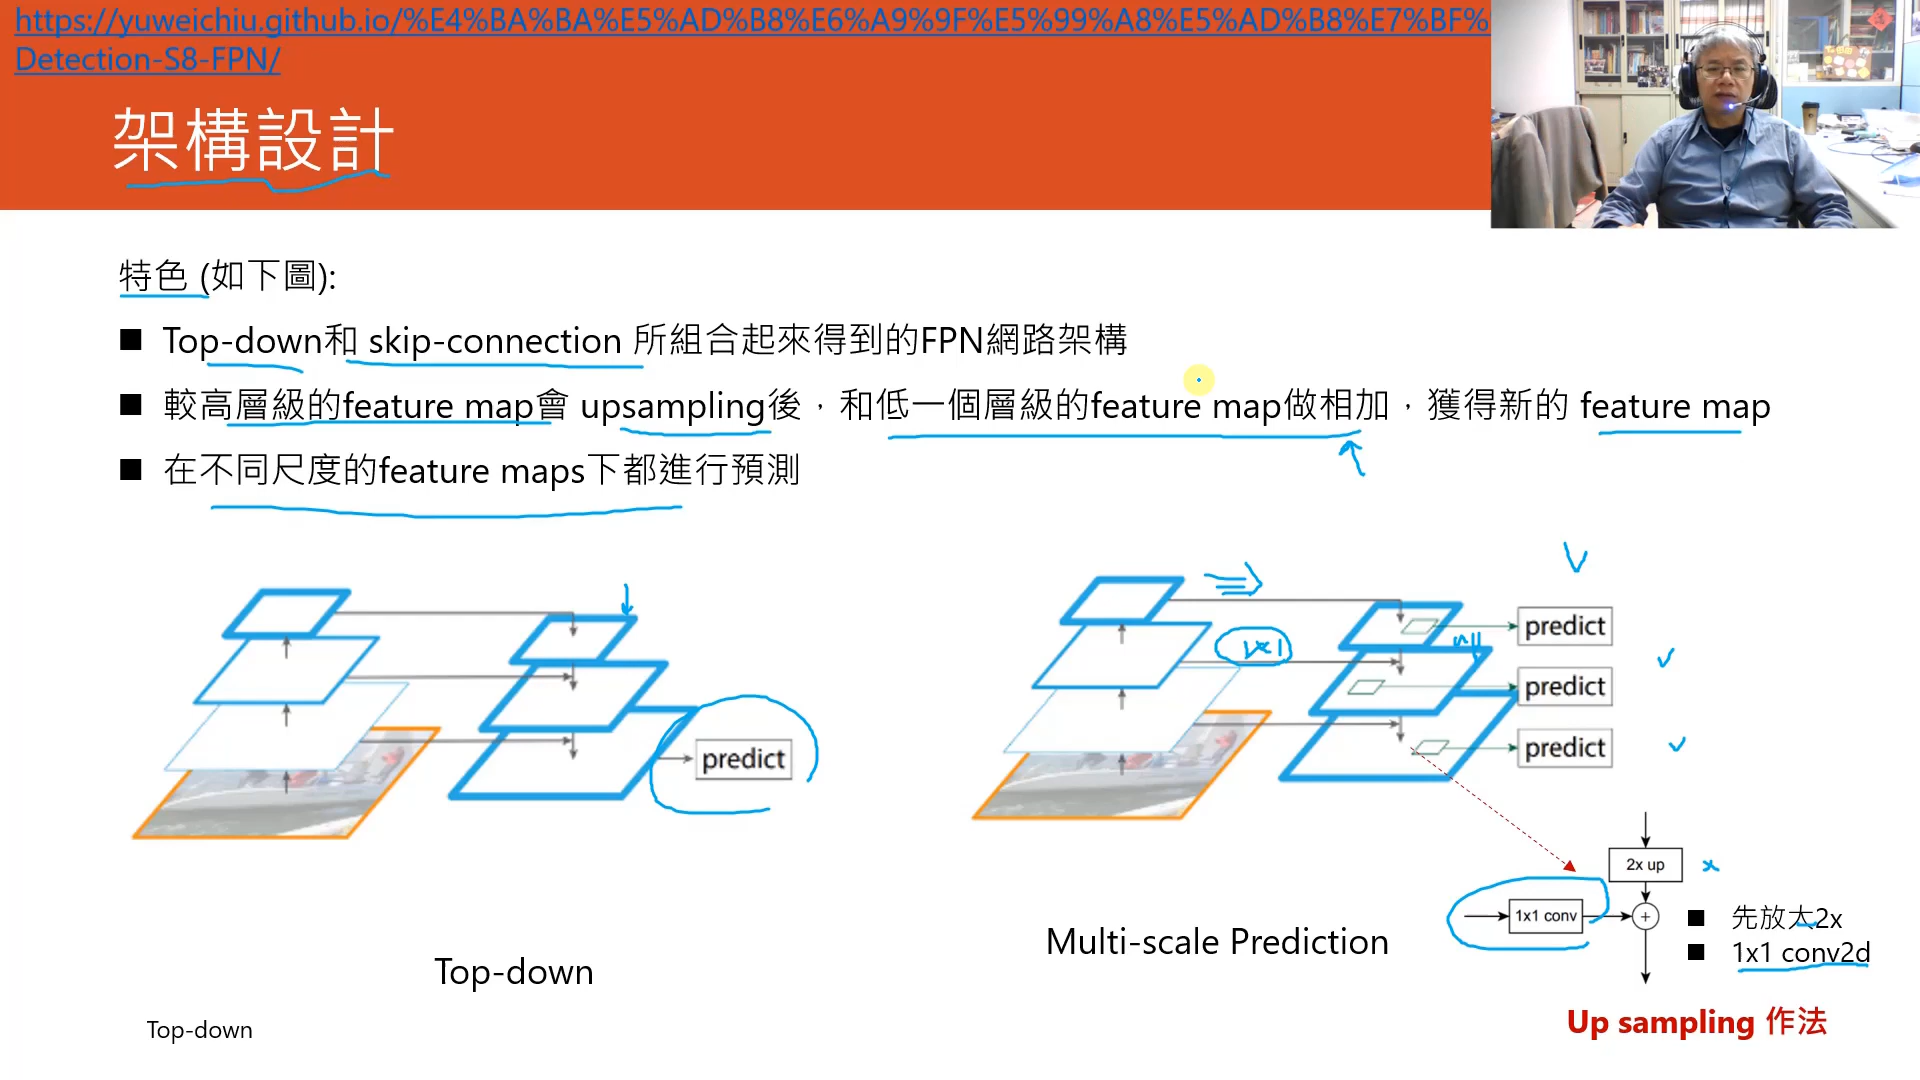 https://yuweichiu.github.io/%E4%BA%BA%E5%AD%B8%E6%A9%9F%E5%99%A8%E5%AD%B8%E7%BF%
Detection-S8-FPN/
架構設計
特色 (如下圖):
■ Top-down和 skip-connection 所組合起來得到的FPN網路架構
■ 較高層級的feature map會 upsampling後，和低一個層級的feature map做相加，獲得新的 feature map
■ 在不同尺度的feature maps下都進行預測
1x1
predict
predict
predict
predict
2x up
1x1 conv
+
■ 先放大2x
■ 1x1 conv2d
Multi-scale Prediction
Top-down
Up sampling 作法
Top-down